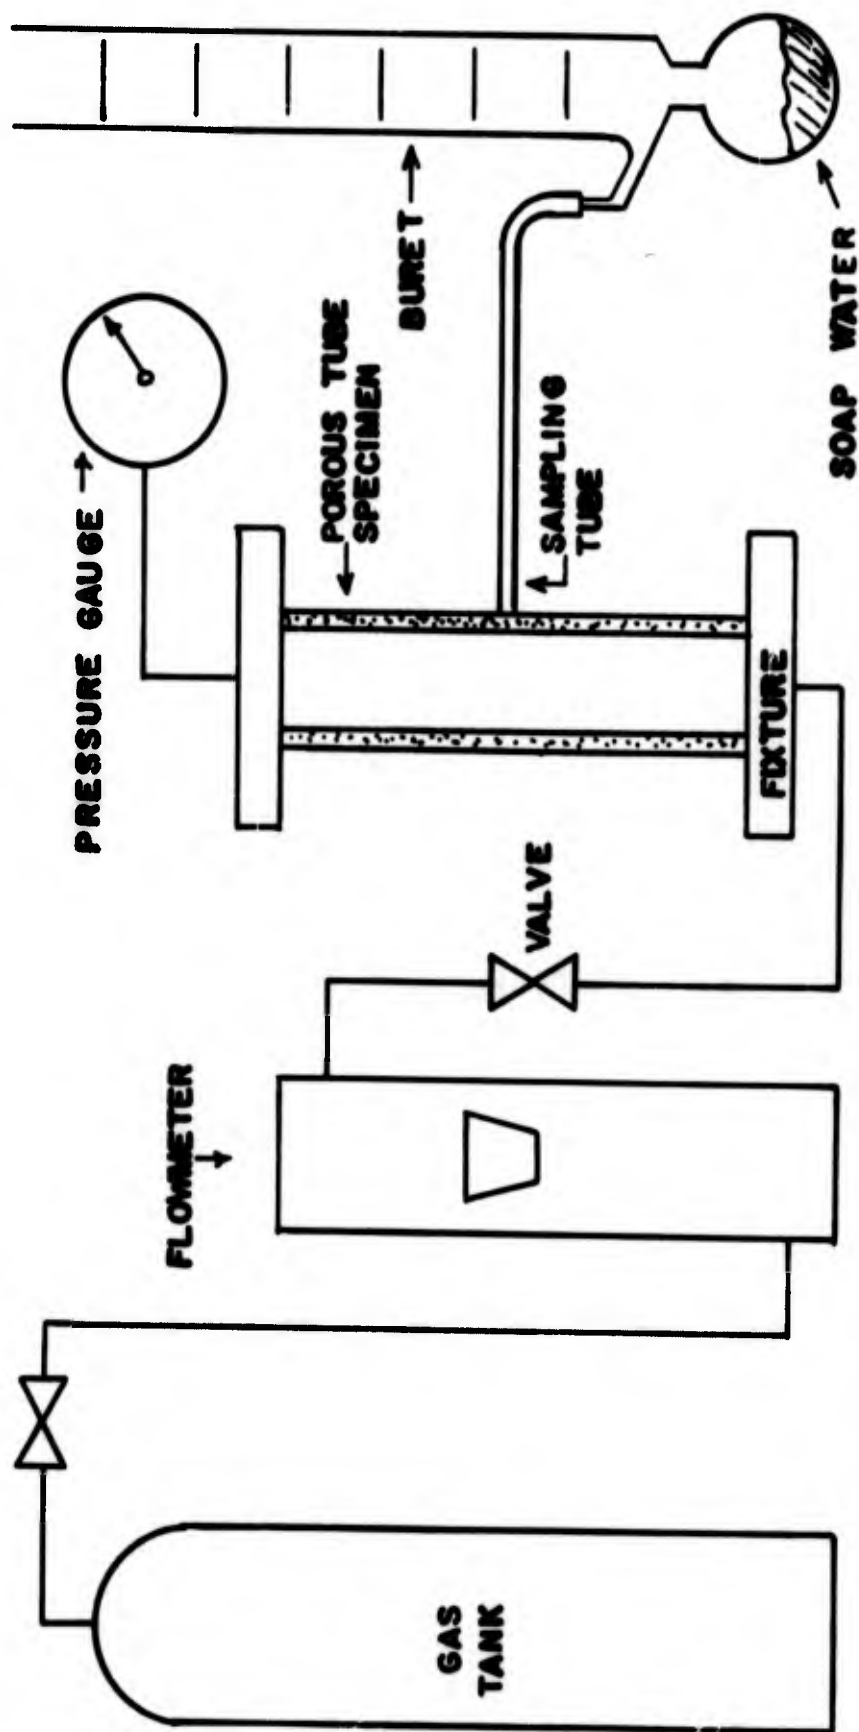 GAS
TANK
FLOWMETER
VALVE
PRESSURE GAUGE
POROUS TUBE
SPECIMEN
FIXTURE
SAMPLING
TUBE
BURET
SOAP WATER